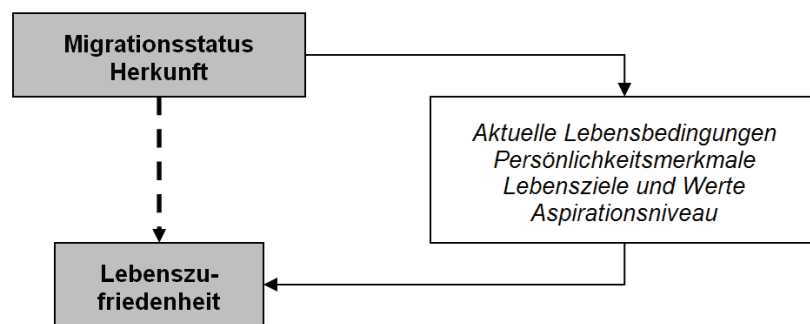 Migrationsstatus
Herkunft
Aktuelle Lebensbedingungen
Persönlichkeitsmerkmale
Lebensziele und Werte
Aspirationsniveau
Lebenszu-
friedenheit